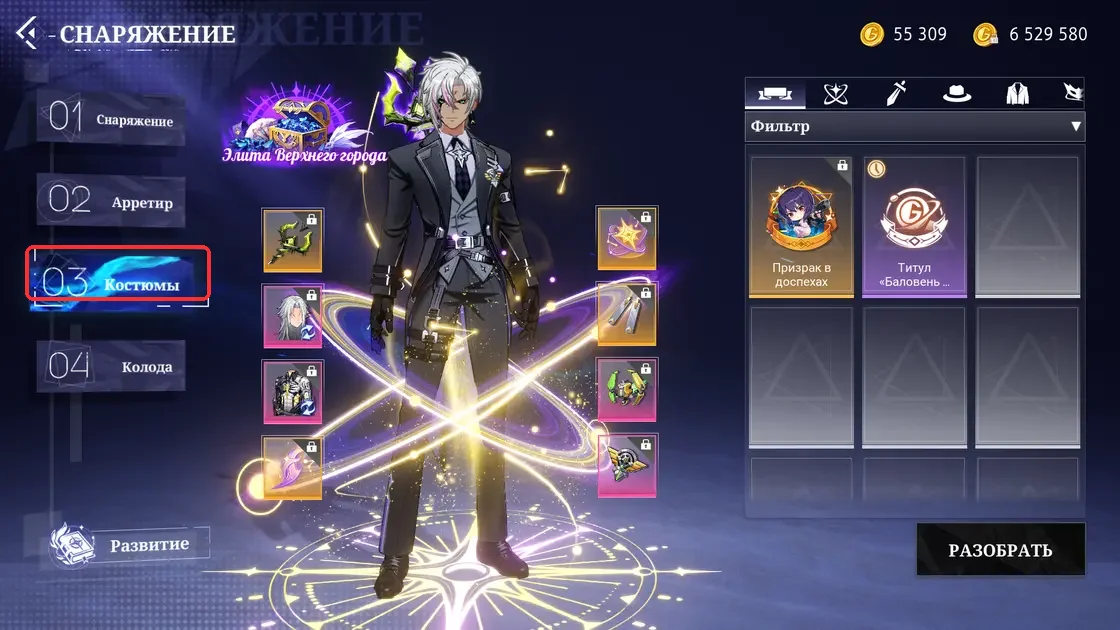 СНАРЯЖЕНИЕ
55 309
6 529 580
01 Снаряжение
02 Арретир
03 Костюмы
04 Колода
Развитие
Элита Верхнего города
Фильтр
Призрак в
доспехах
Титул
«Баловень ...
РАЗОБРАТЬ